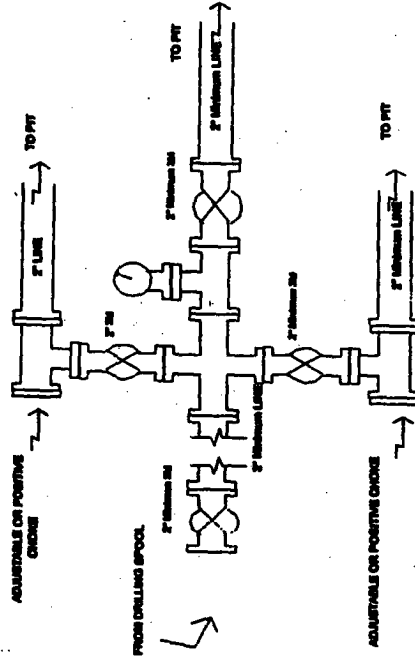 ADJUSTABLE OR POSITIVE
CHOKE
2" LINE
TO PIT
2" 3M
FROM DRILLING SPOOL
2" Minimum 3M
Minimum LINE
2" Minimum 3M
2" Minimum LINE
TO PIT
2" Minimum 3M
ADJUSTABLE OR POSITIVE CHOKE
2" Minimum LINE
TO PIT